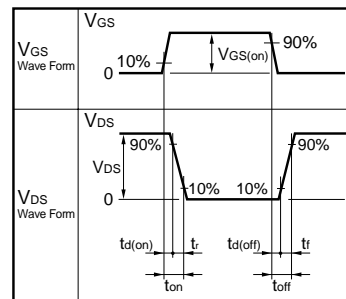 VGS
VGS
Wave Form
10%
90%
VGS(on)
0
VDS
VDS
Wave Form
90%
90%
VDS
10%
10%
0
td(on)
tr
td(off)
tf
ton
toff